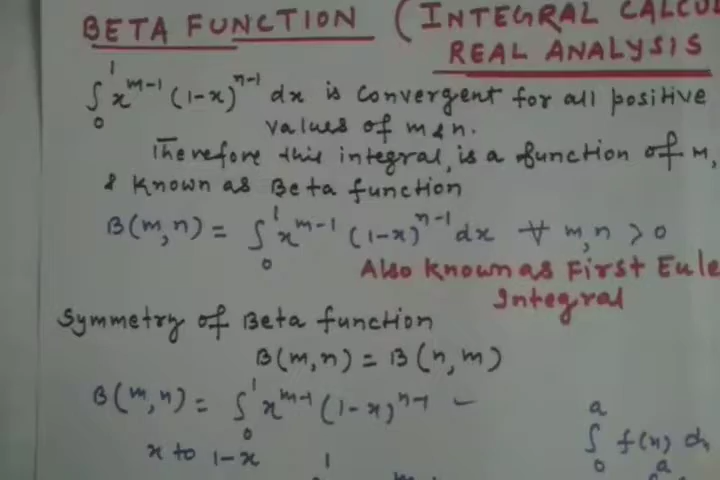 BETA FUNCTION (INTEGRAL CALCU
REAL ANALYSIS
∫₀¹ x^{m-1} (1-x)^{n-1} dx is convergent for all positive
values of m & n.
Therefore this integral, is a function of m,
& known as Beta function
B(m,n) = ∫₀¹ x^{m-1} (1-x)^{n-1} dx ∀ m,n > 0
Also known as First Eule
Integral
Symmetry of Beta function
B(m,n) = B(n,m)
B(m,n) = ∫₀¹ x^{m-1} (1-x)^{n-1} –
x to 1-x
∫₀ᵃ f(x) dx